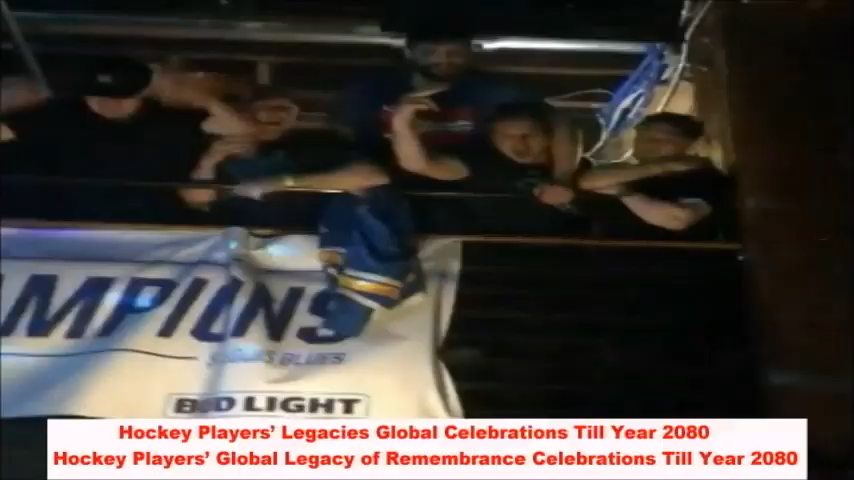 AMPIONS
BLUES
BUD LIGHT
Hockey Players’ Legacies Global Celebrations Till Year 2080
Hockey Players’ Global Legacy of Remembrance Celebrations Till Year 2080